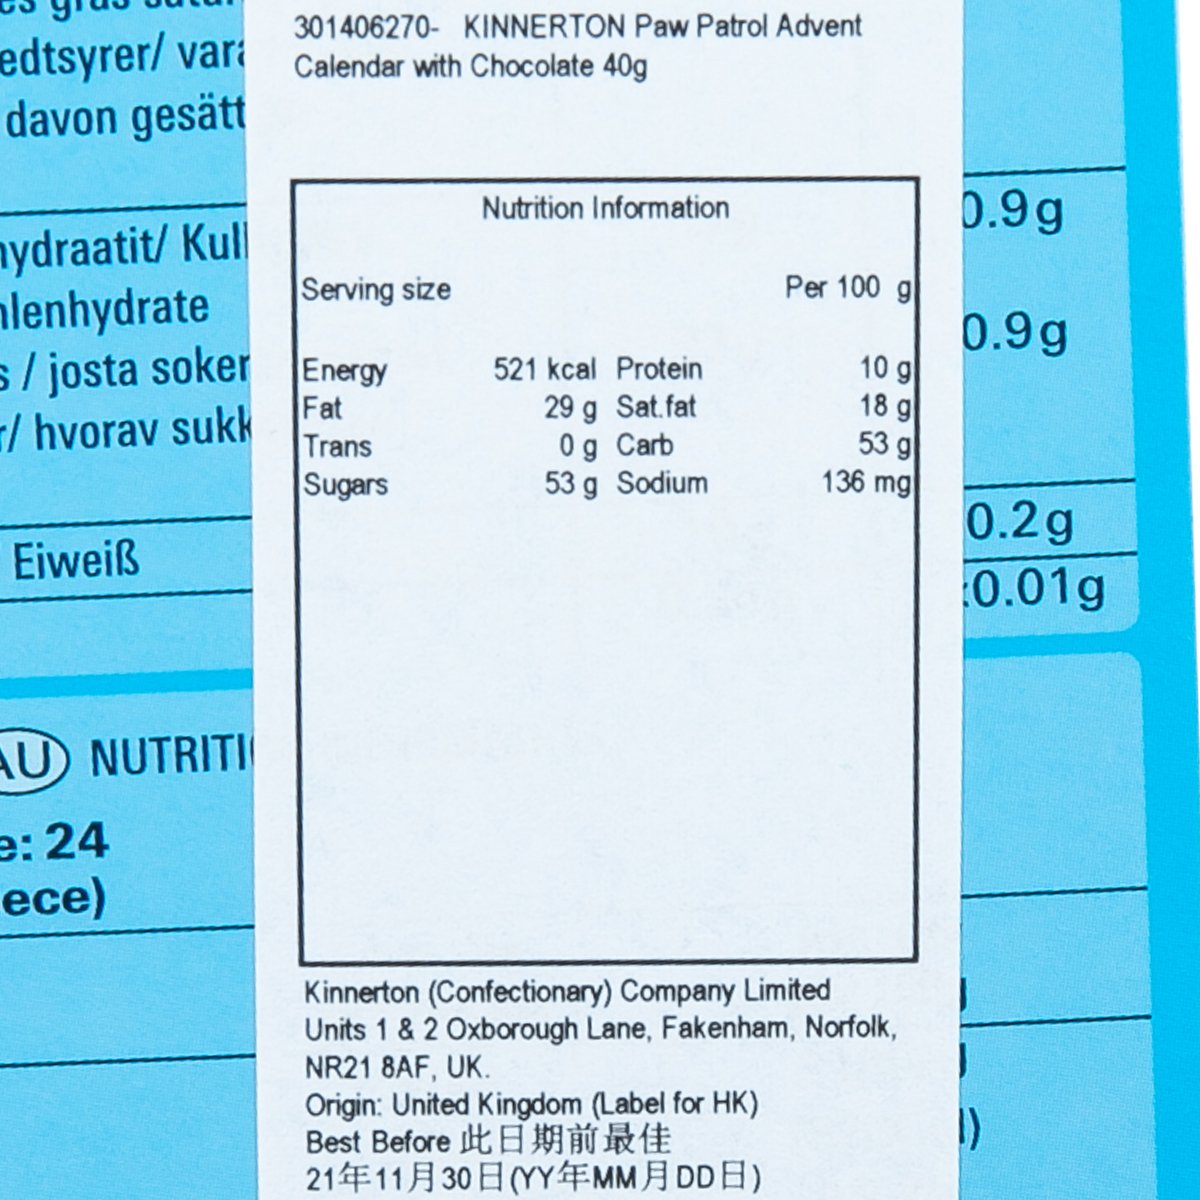 301406270- KINNERTON Paw Patrol Advent
Calendar with Chocolate 40g
edtsyrer/
davon gesätt
Nutrition Information
0.9g
ydraatit/ Kull
Serving size Per 100 g
lenhydrate
0.9g
s / josta soker
Energy 521 kcal Protein 10 g
Fat 29 g Sat.fat 18 g
r/ hvorav sukk
Trans 0 g Carb 53 g
Sugars 53 g Sodium 136 mg
0.2g
Eiweiß
0.01g
AU NUTRITI
e: 24
ece)
Kinnerton (Confectionary) Company Limited
Units 1 & 2 Oxborough Lane, Fakenham, Norfolk,
NR21 8AF, UK.
Origin: United Kingdom (Label for HK)
Best Before 此日期前最佳
21年11月30日(YY年MM月DD日)